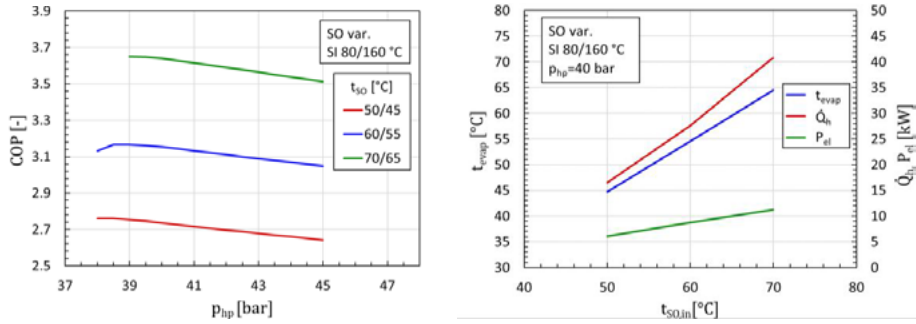 3.9
3.7
3.5
3.3
3.1
2.9
2.7
2.5
COP [-]
37 39 41 43 45 47
p_hp [bar]
SO var.
SI 80/160 °C
t_SO [°C]
50/45
60/55
70/65
80
75
70
65
60
55
50
45
40
35
30
t_evap [°C]
40 50 60 70 80
t_SO,in [°C]
SO var.
SI 80/160 °C
p_hp=40 bar
t_evap
Q̇_h
P_el
50
45
40
35
30
25
20
15
10
5
0
Q̇_h, P_el [kW]